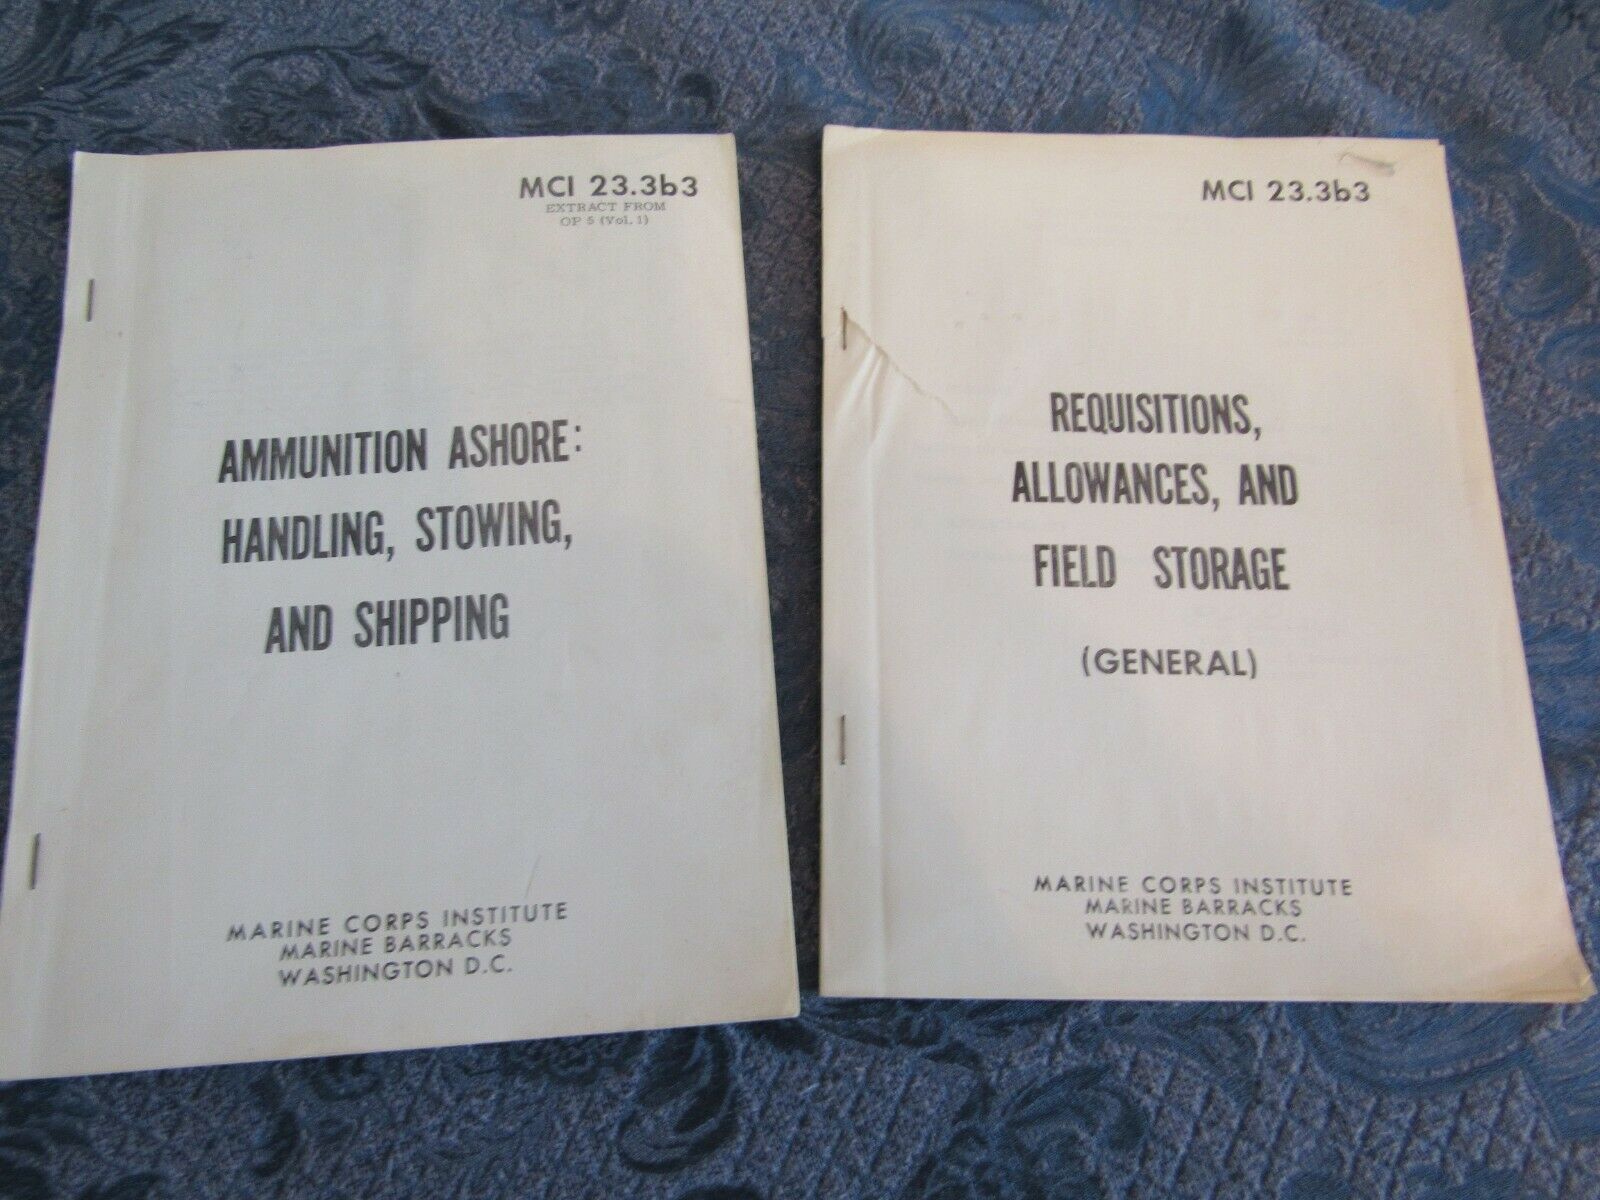 MCI 23.3b3
EXTRACT FROM
OP 5 (Vol. 1)
AMMUNITION ASHORE:
HANDLING, STOWING,
AND SHIPPING
MARINE CORPS INSTITUTE
MARINE BARRACKS
WASHINGTON D.C.
MCI 23.3b3
REQUISITIONS,
ALLOWANCES, AND
FIELD STORAGE
(GENERAL)
MARINE CORPS INSTITUTE
MARINE BARRACKS
WASHINGTON D.C.